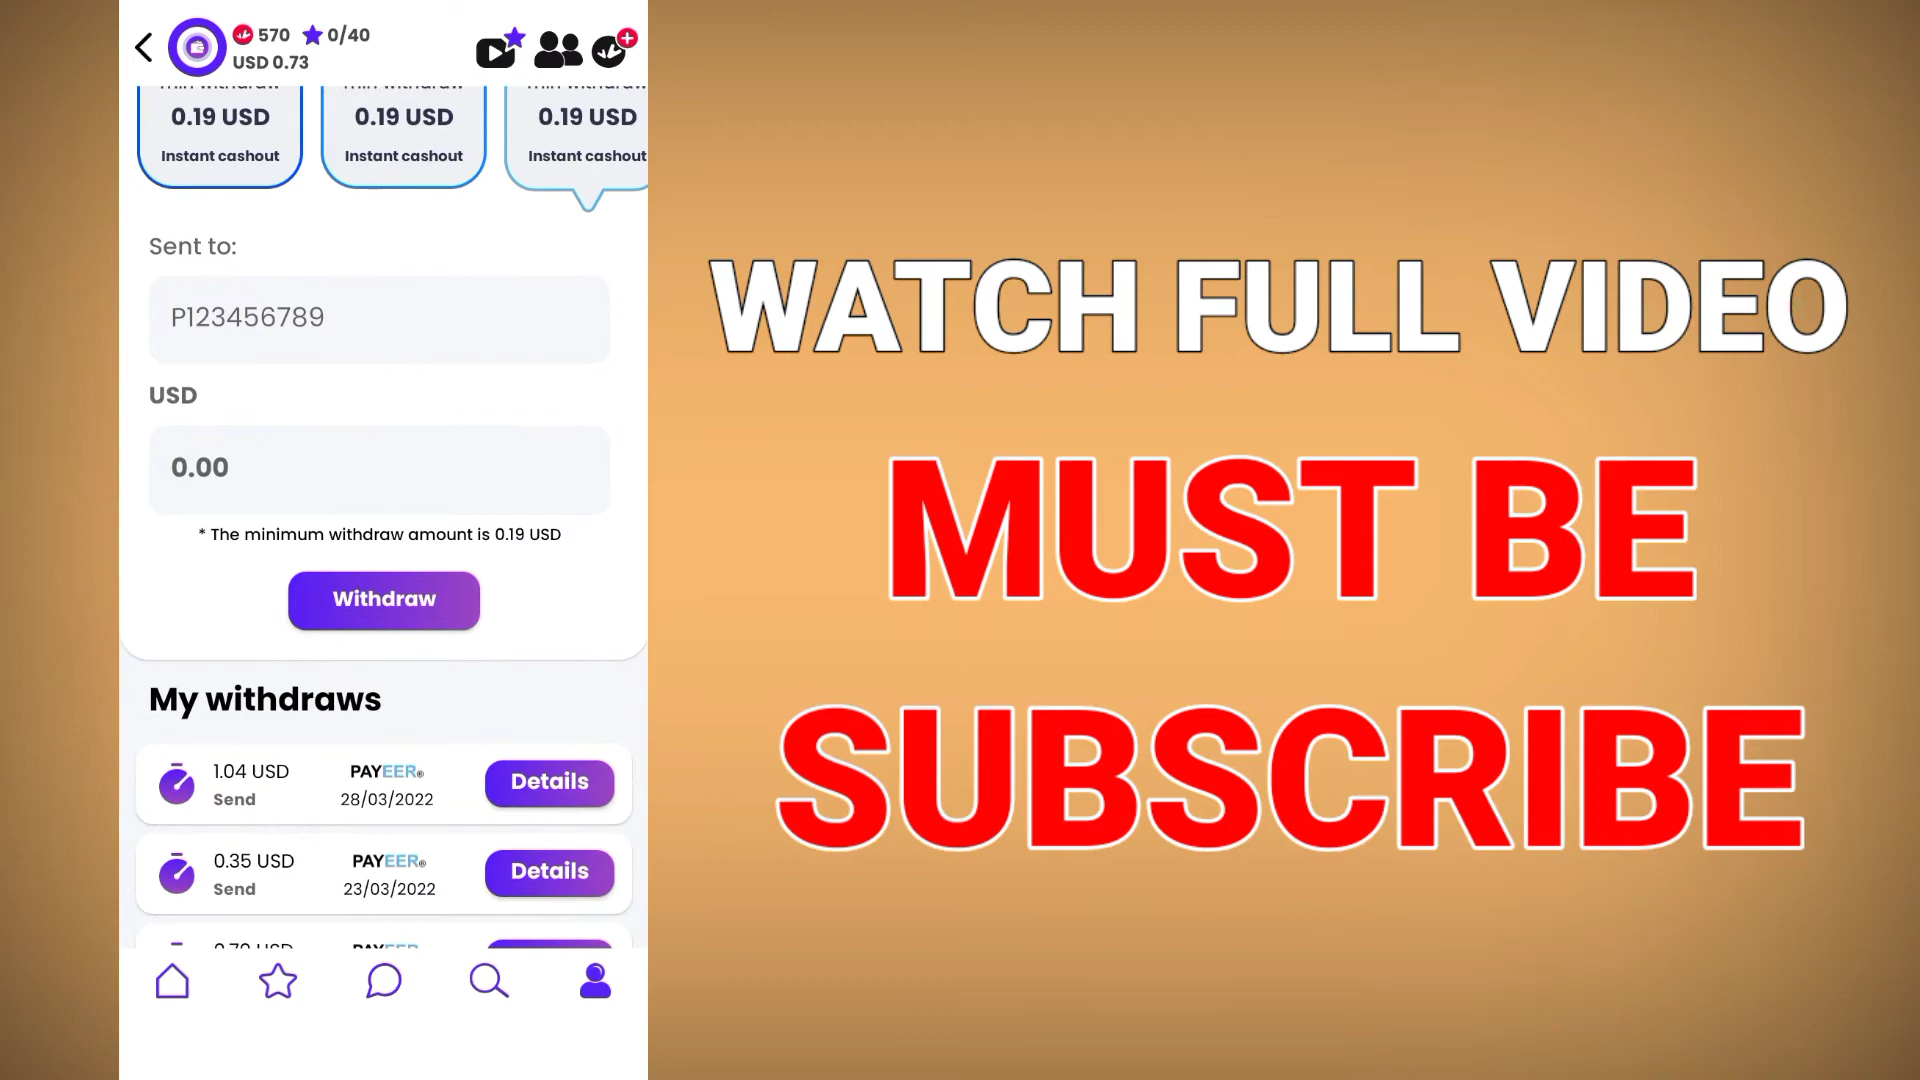 570 0/40
USD 0.73
0.19 USD 0.19 USD 0.19 USD
Instant cashout Instant cashout Instant cashout
Sent to:
P123456789
USD
0.00
* The minimum withdraw amount is 0.19 USD
Withdraw
My withdraws
1.04 USD PAYEER® Details
Send 28/03/2022
0.35 USD PAYEER® Details
Send 23/03/2022
WATCH FULL VIDEO
MUST BE
SUBSCRIBE